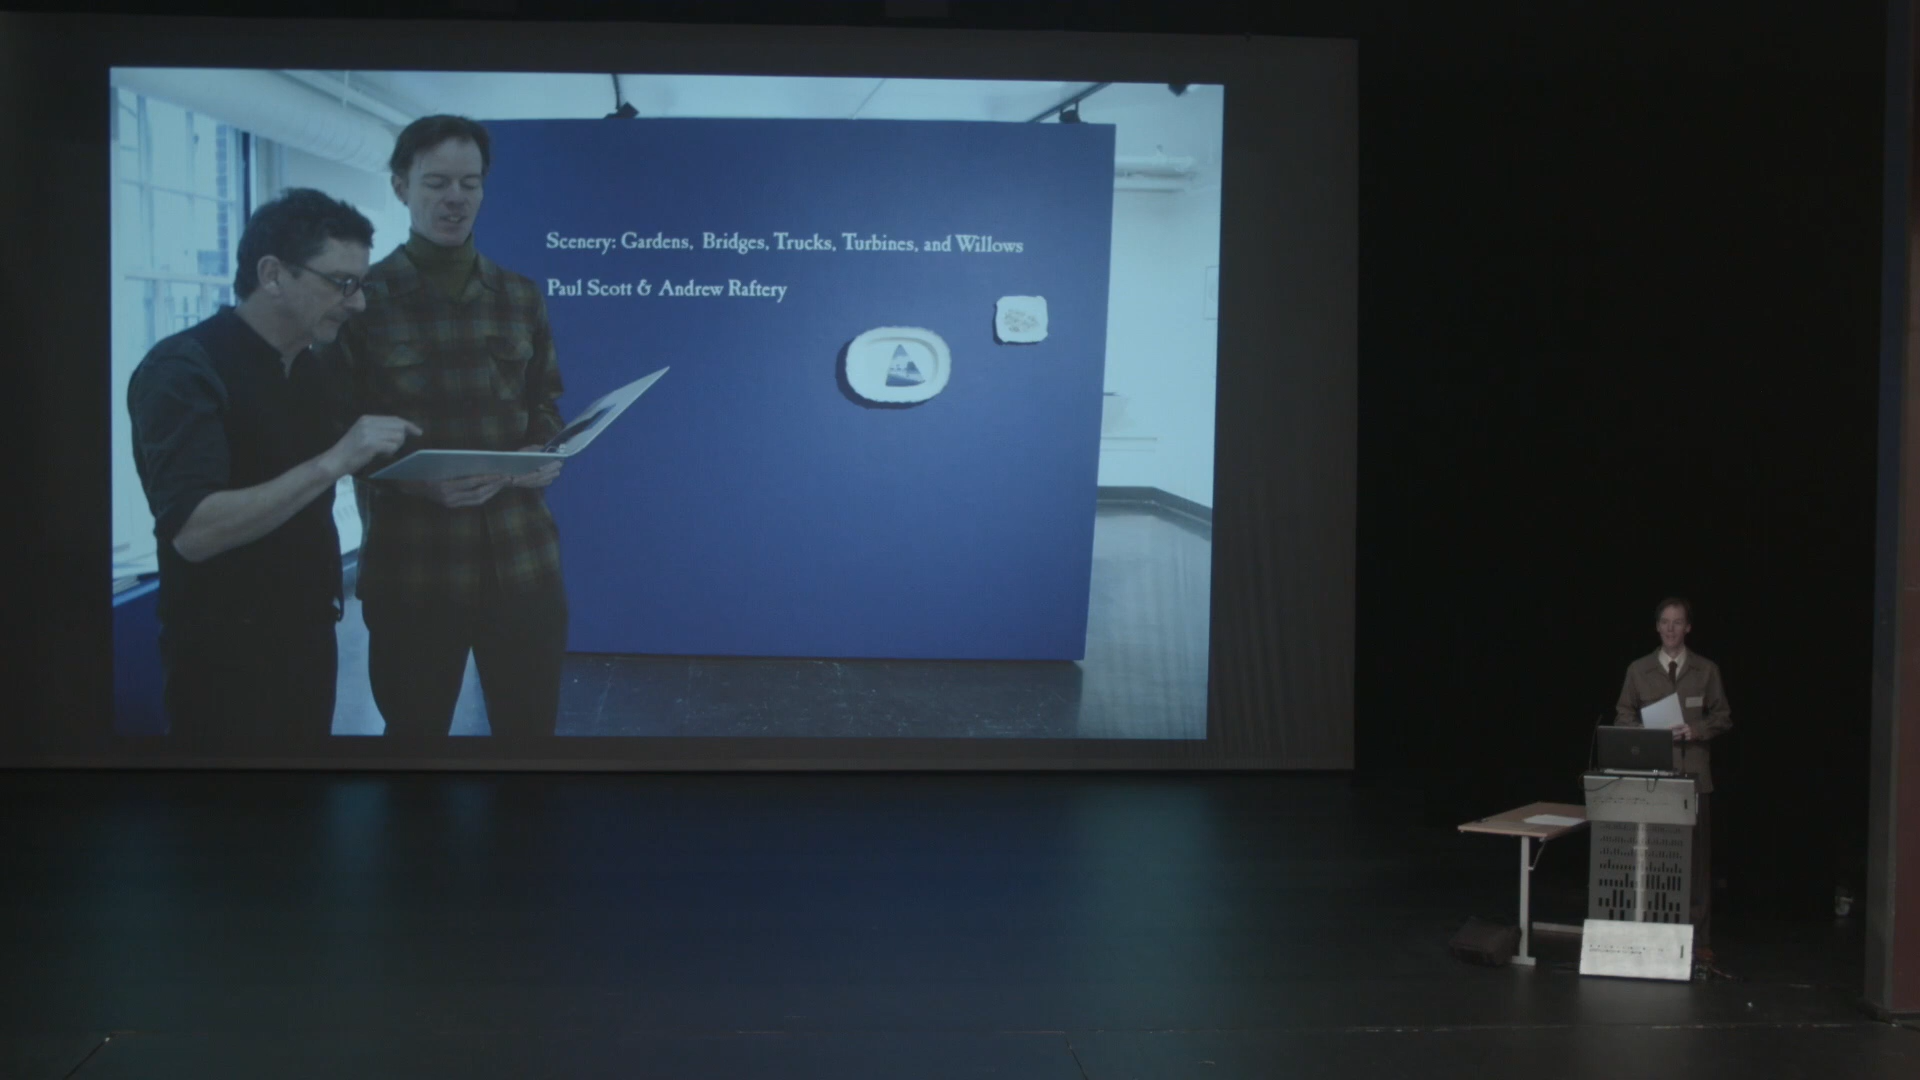 Scenery: Gardens, Bridges, Trucks, Turbines, and Willows
Paul Scott & Andrew Raftery